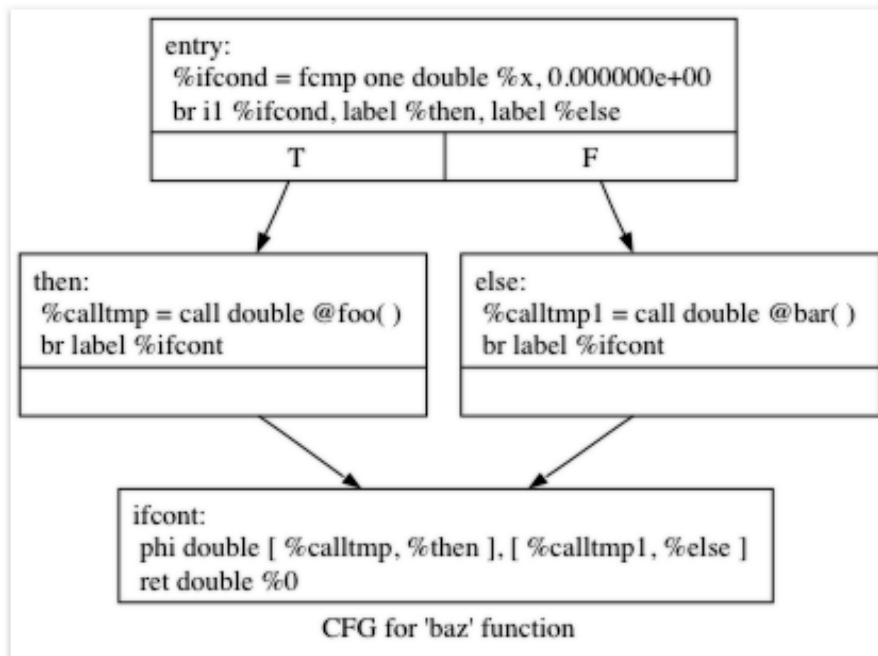 entry:
%ifcond = fcmp one double %x, 0.000000e+00
br i1 %ifcond, label %then, label %else
T
F
then:
%calltmp = call double @foo( )
br label %ifcont
else:
%calltmp1 = call double @bar( )
br label %ifcont
ifcont:
phi double [ %calltmp, %then ], [ %calltmp1, %else ]
ret double %0
CFG for 'baz' function